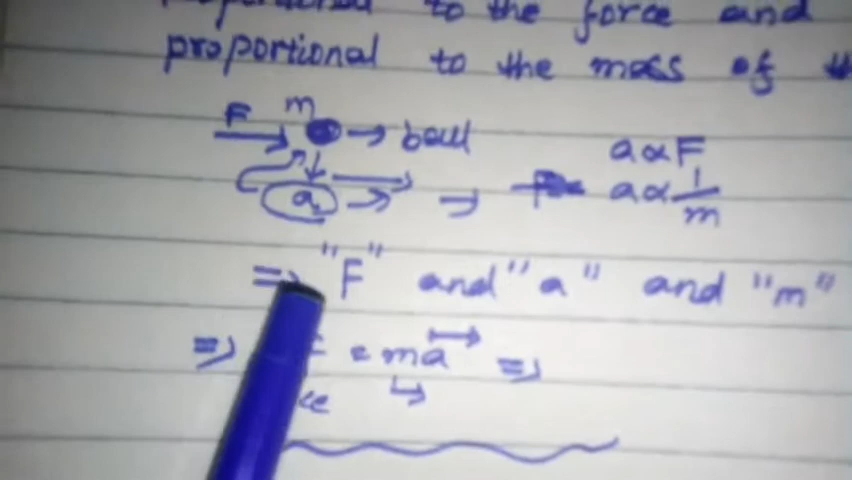 to the force and
proportional to the mass of
F m → ball
a a∝F
a∝1/m
=> "F" and "a" and "m"
=> = ma =>